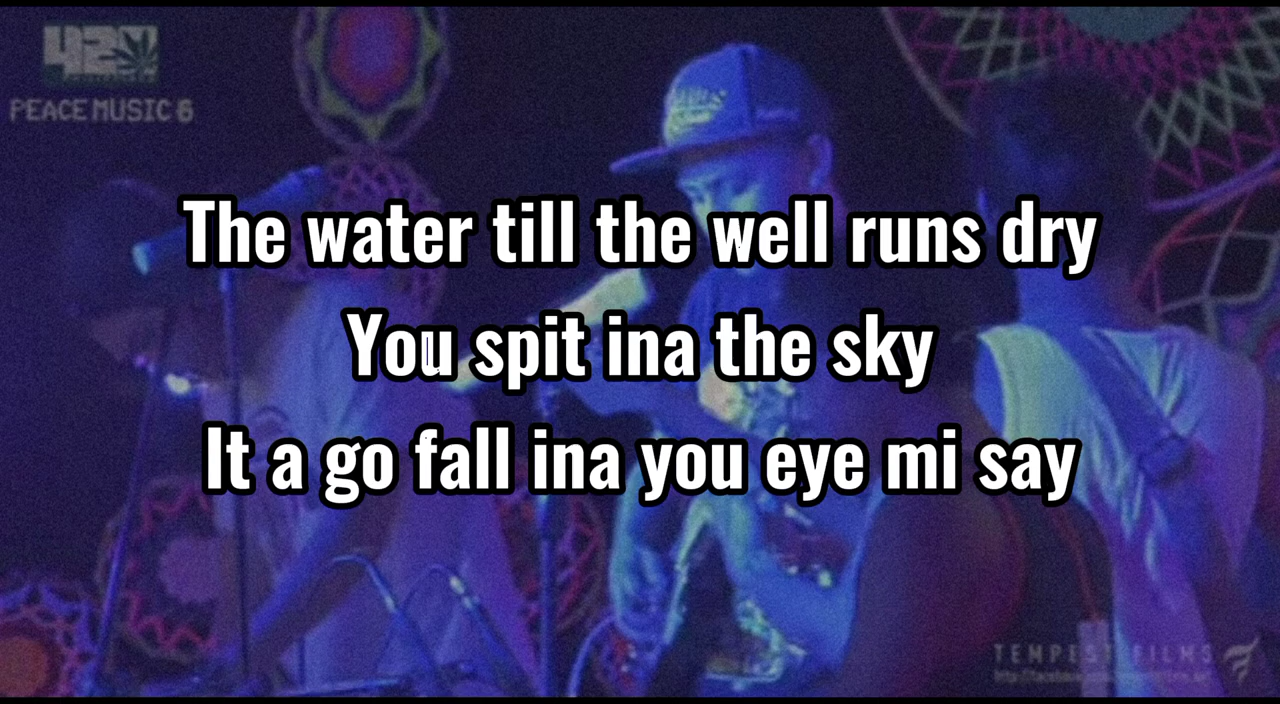 420
PEACE MUSIC 6
The water till the well runs dry
You spit ina the sky
It a go fall ina you eye mi say
TEMPEST FILMS